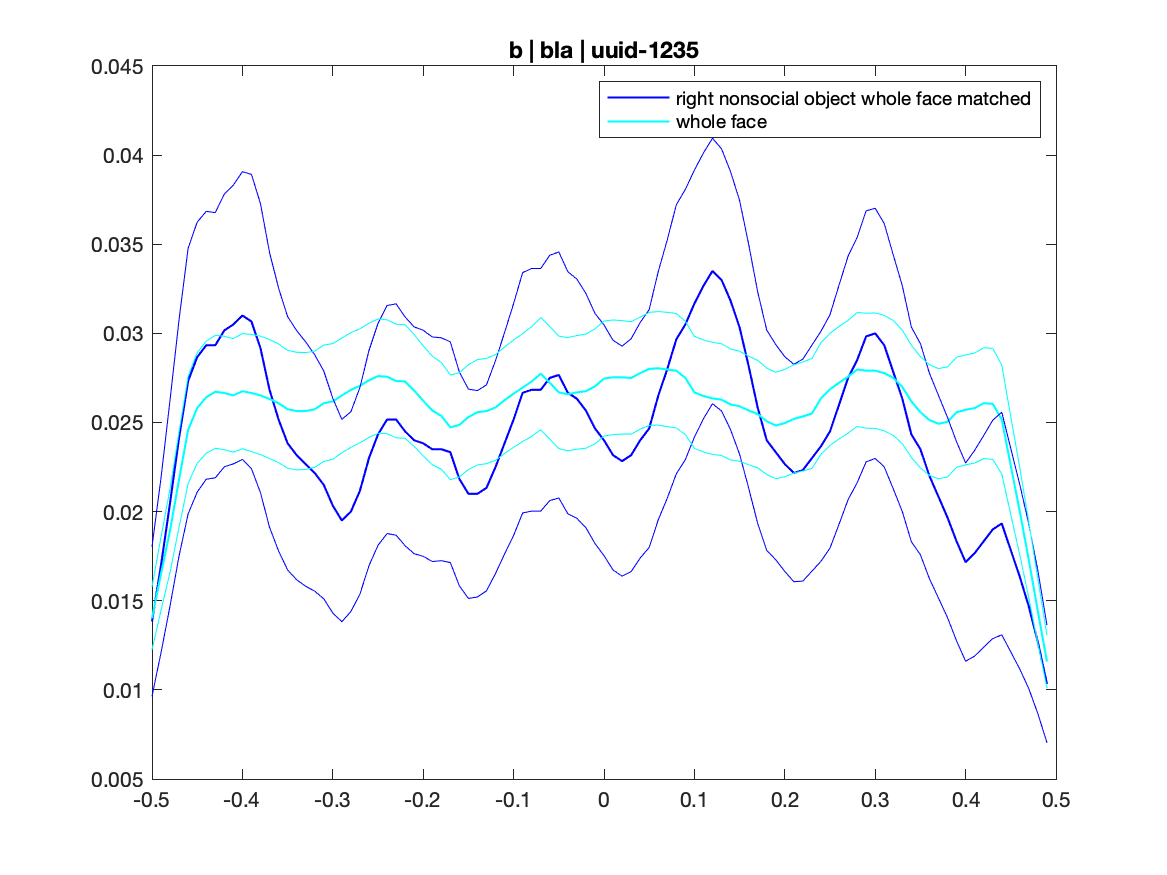 b | bla | uuid-1235
right nonsocial object whole face matched
whole face
0.045
0.04
0.035
0.03
0.025
0.02
0.015
0.01
0.005
-0.5 -0.4 -0.3 -0.2 -0.1 0 0.1 0.2 0.3 0.4 0.5